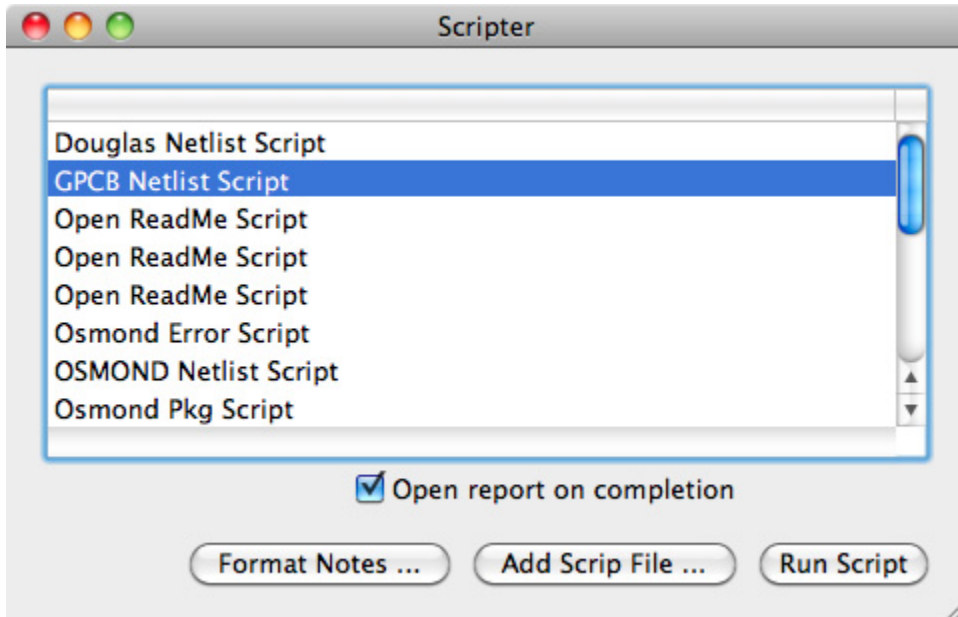 Scripter
Douglas Netlist Script
GPCB Netlist Script
Open ReadMe Script
Open ReadMe Script
Open ReadMe Script
Osmond Error Script
OSMOND Netlist Script
Osmond Pkg Script
Open report on completion
Format Notes ... Add Scrip File ... Run Script